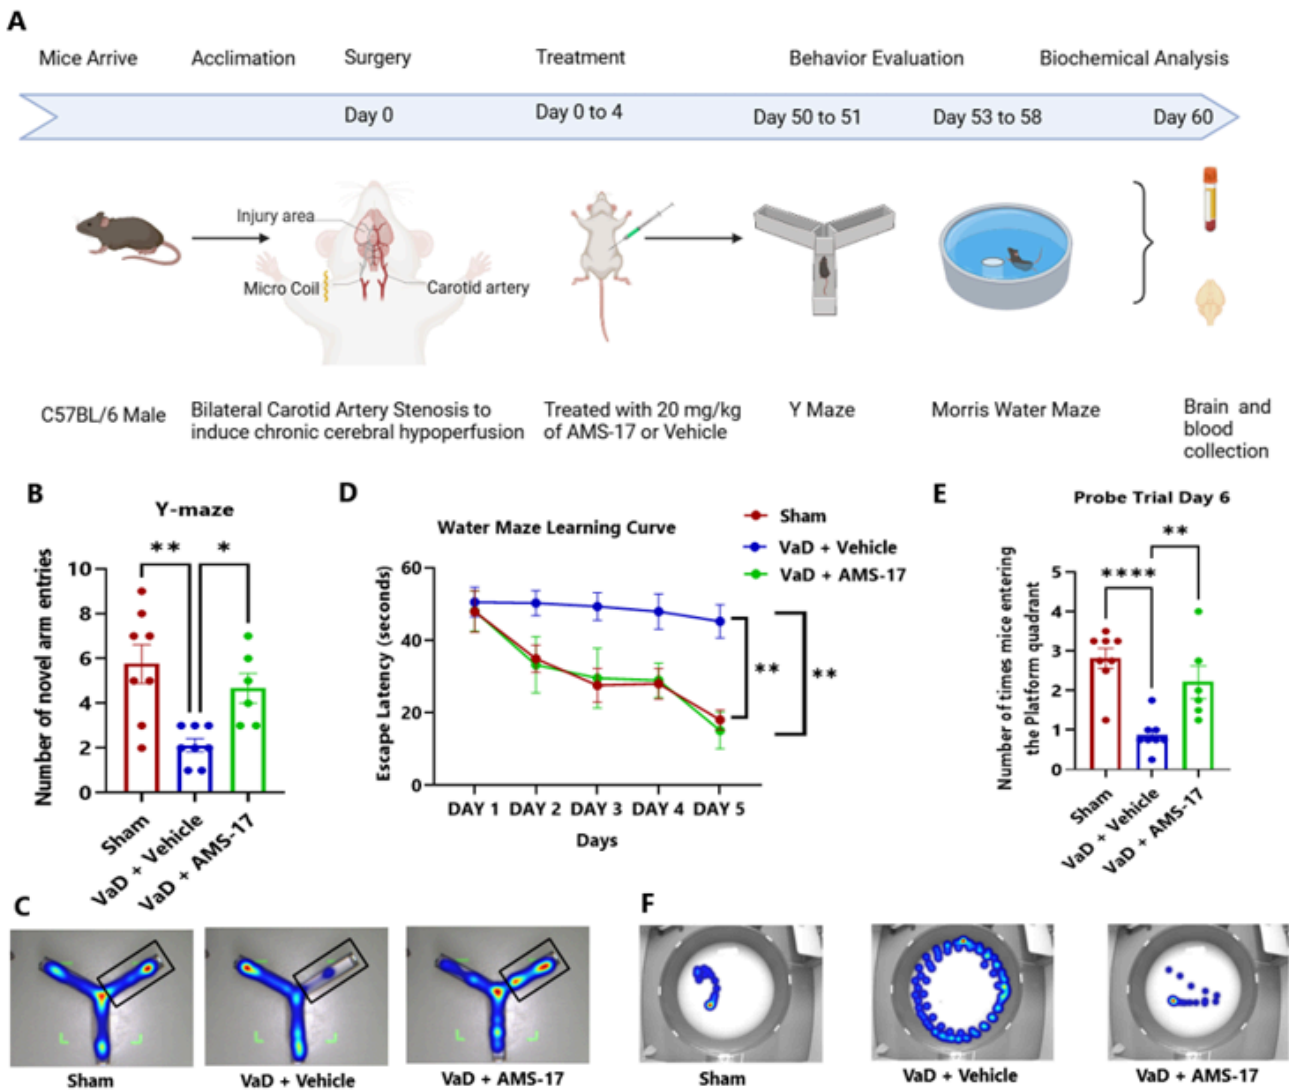 A
Mice Arrive
Acclimation
Surgery
Treatment
Behavior Evaluation
Biochemical Analysis
Day 0
Day 0 to 4
Day 50 to 51
Day 53 to 58
Day 60
Injury area
Micro Coil
Carotid artery
C57BL/6 Male
Bilateral Carotid Artery Stenosis to
induce chronic cerebral hypoperfusion
Treated with 20 mg/kg
of AMS-17 or Vehicle
Y Maze
Morris Water Maze
Brain and
blood
collection
B
Y-maze
Number of novel arm entries
10
8
6
4
2
0
**
*
Sham
VaD + Vehicle
VaD + AMS-17
D
Water Maze Learning Curve
Sham
VaD + Vehicle
VaD + AMS-17
Escape Latency (seconds)
60
40
20
0
**
**
DAY 1 DAY 2 DAY 3 DAY 4 DAY 5
Days
E
Probe Trial Day 6
Number of times mice entering
the Platform quadrant
5
4
3
2
1
0
****
**
Sham
VaD + Vehicle
VaD + AMS-17
C
Sham
VaD + Vehicle
VaD + AMS-17
F
Sham
VaD + Vehicle
VaD + AMS-17